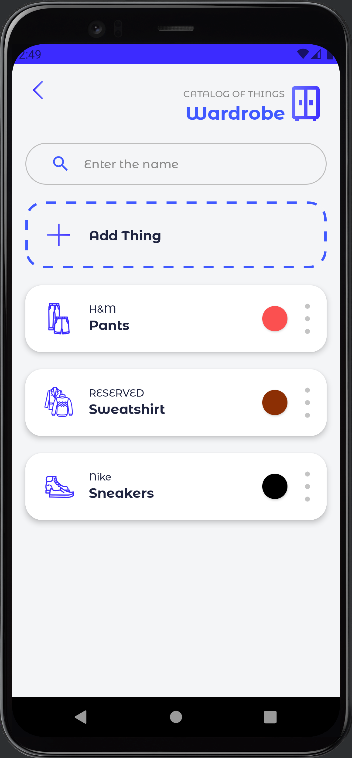 2:49
CATALOG OF THINGS
Wardrobe
Enter the name
Add Thing
H&M
Pants
RESERVED
Sweatshirt
Nike
Sneakers